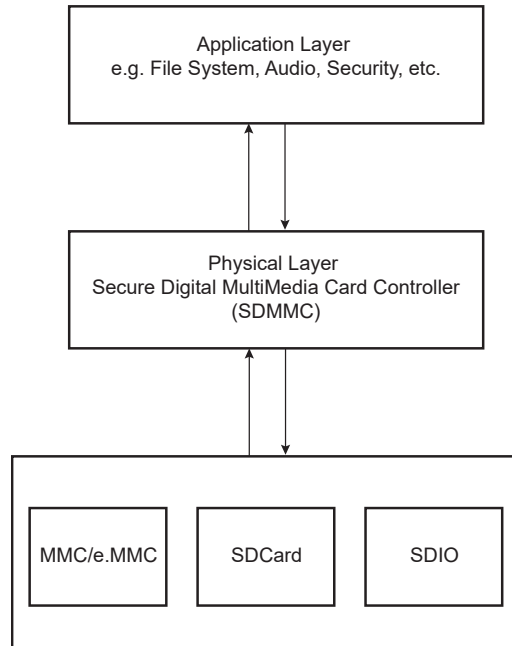 Application Layer
e.g. File System, Audio, Security, etc.
Physical Layer
Secure Digital MultiMedia Card Controller
(SDMMC)
MMC/e.MMC
SDCard
SDIO